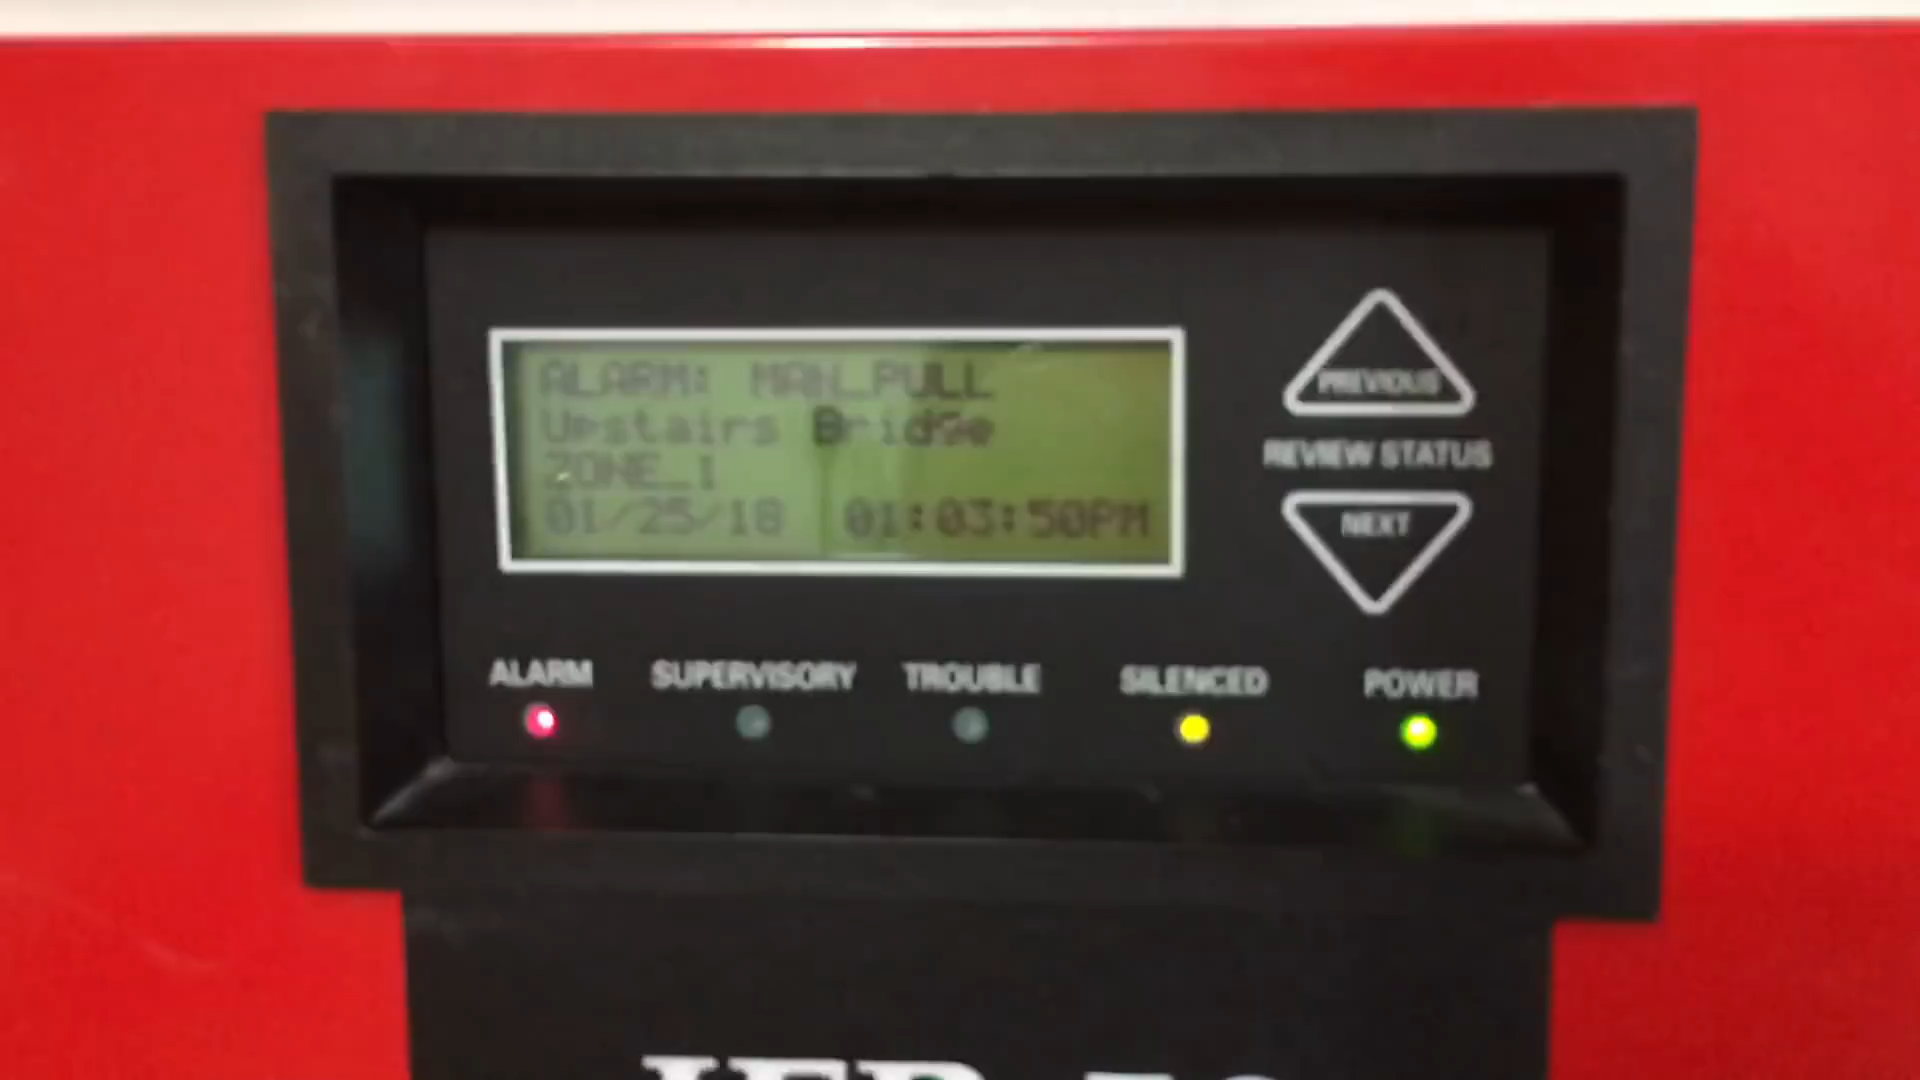 ALARM: MAN_PULL
Upstairs Bridge
ZONE_1
01/25/18 01:03:50PM
PREVIOUS
REVIEW STATUS
NEXT
ALARM SUPERVISORY TROUBLE SILENCED POWER